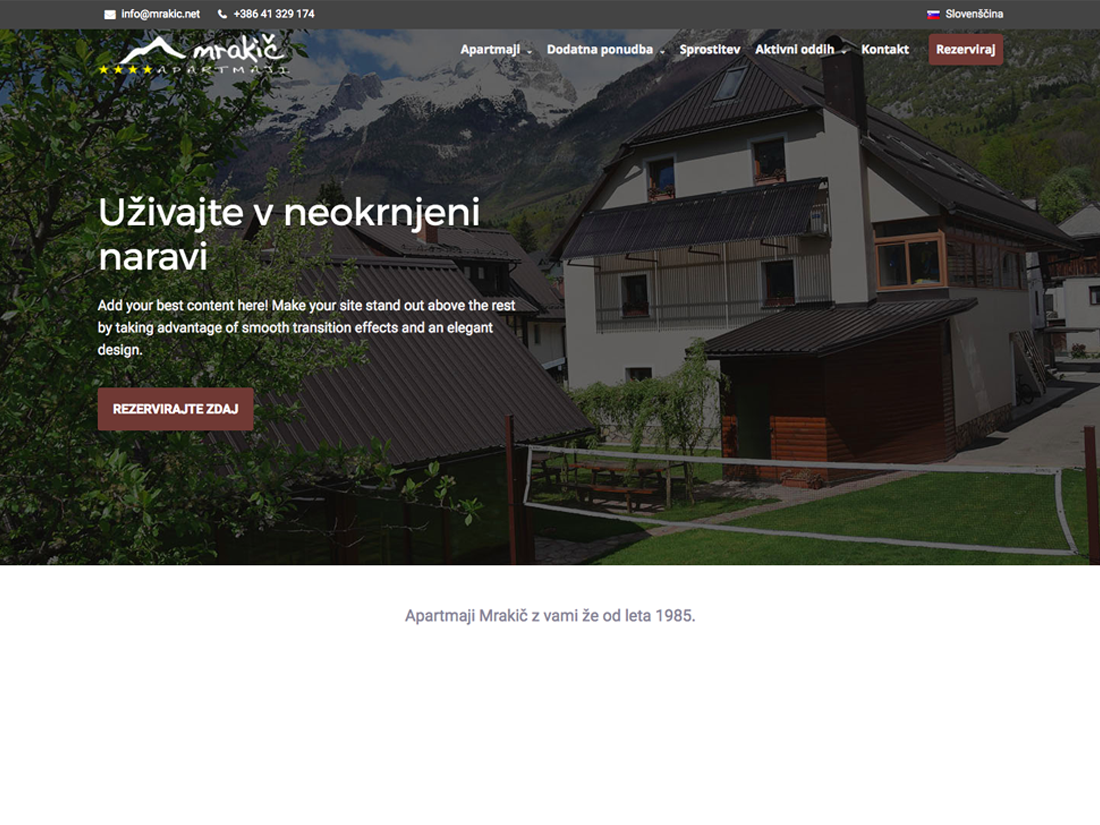 info@mrakic.net +386 41 329 174 Slovenščina
mrakič
APARTMAJI
Apartmaji Dodatna ponudba Sprostitev Aktivni oddih Kontakt Rezerviraj
Uživajte v neokrnjeni
naravi
Add your best content here! Make your site stand out above the rest
by taking advantage of smooth transition effects and an elegant
design.
REZERVIRAJTE ZDAJ
Apartmaji Mrakič z vami že od leta 1985.